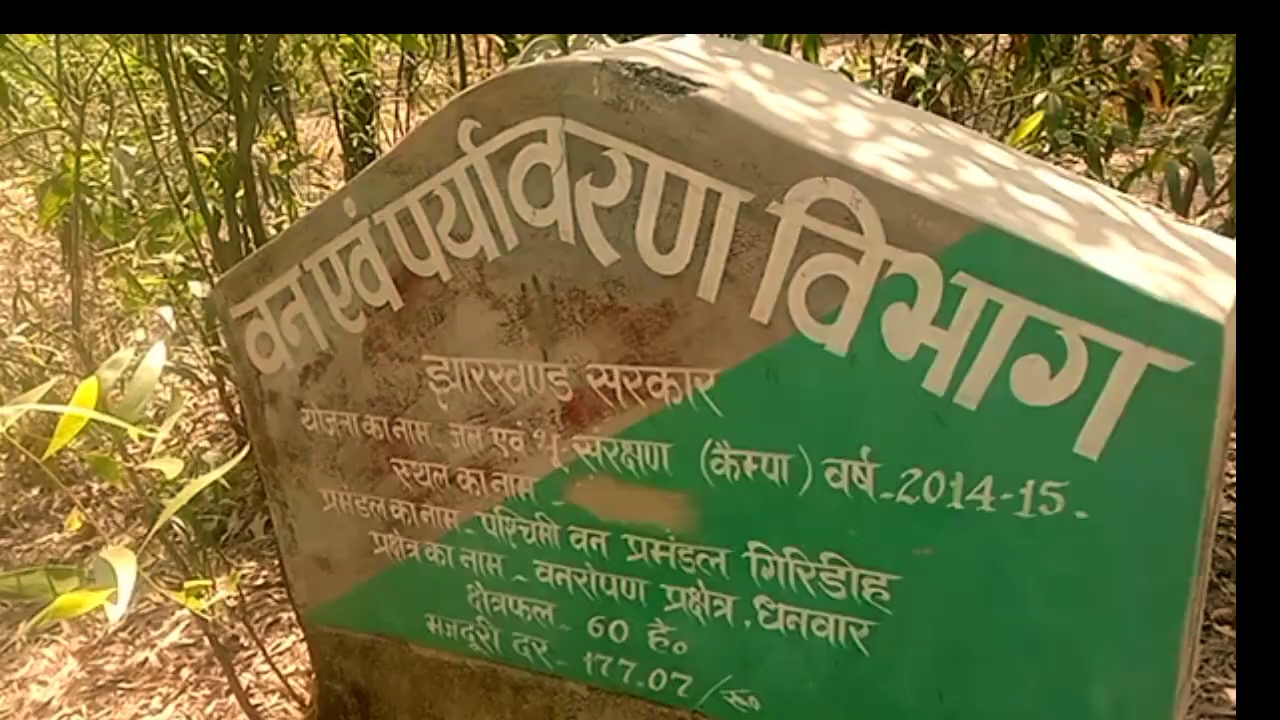 वन एवं पर्यावरण विभाग
झारखण्ड सरकार
योजना का नाम - जल एवं भू-संरक्षण (कैम्पा) वर्ष-2014-15.
स्थल का नाम -
प्रमंडल का नाम - पश्चिमी वन प्रमंडल गिरिडीह
प्रक्षेत्र का नाम - वनरोपण प्रक्षेत्र, धनवार
क्षेत्रफल - 60 है०
मजदूरी दर - 177.07/रू०